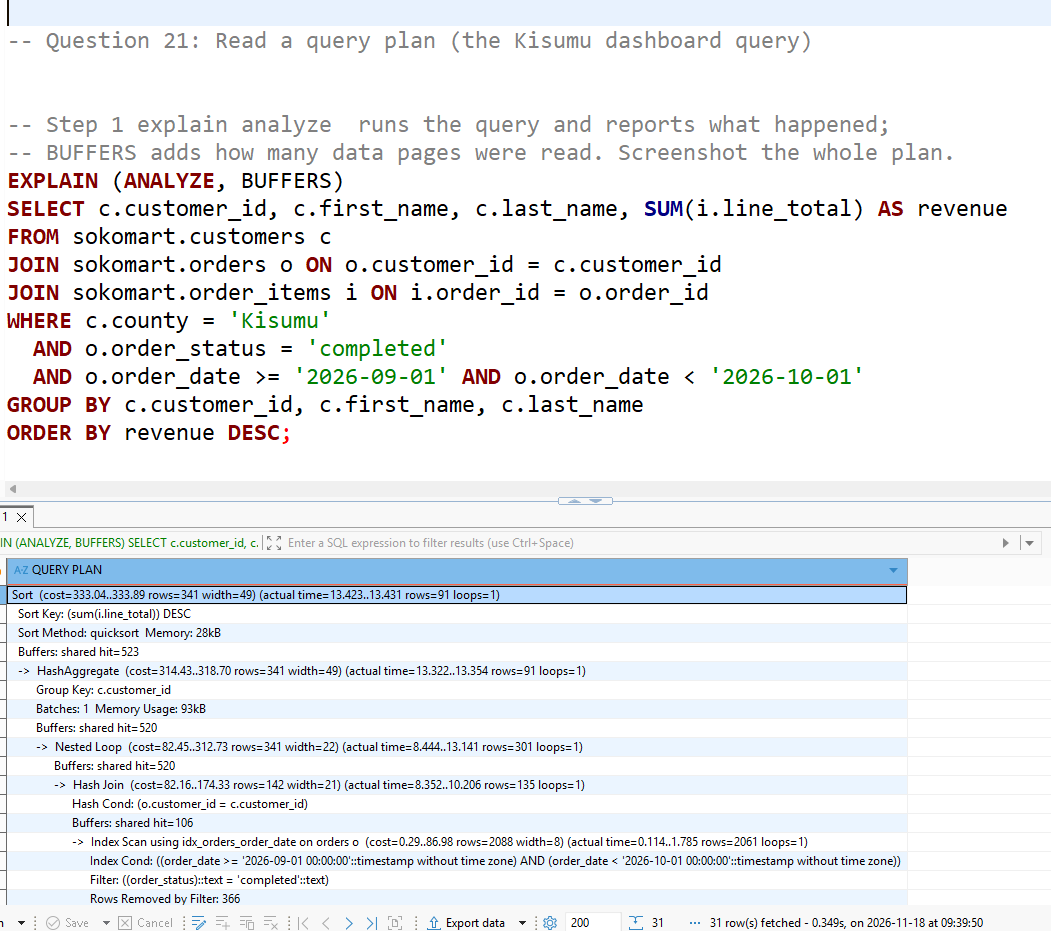 -- Question 21: Read a query plan (the Kisumu dashboard query)
-- Step 1 explain analyze  runs the query and reports what happened;
-- BUFFERS adds how many data pages were read. Screenshot the whole plan.
EXPLAIN (ANALYZE, BUFFERS)
SELECT c.customer_id, c.first_name, c.last_name, SUM(i.line_total) AS revenue
FROM sokomart.customers c
JOIN sokomart.orders o ON o.customer_id = c.customer_id
JOIN sokomart.order_items i ON i.order_id = o.order_id
WHERE c.county = 'Kisumu'
  AND o.order_status = 'completed'
  AND o.order_date >= '2026-09-01' AND o.order_date < '2026-10-01'
GROUP BY c.customer_id, c.first_name, c.last_name
ORDER BY revenue DESC;
1
IN (ANALYZE, BUFFERS) SELECT c.customer_id, c. Enter a SQL expression to filter results (use Ctrl+Space)
A-Z QUERY PLAN
Sort  (cost=333.04..333.89 rows=341 width=49) (actual time=13.423..13.431 rows=91 loops=1)
Sort Key: (sum(i.line_total)) DESC
Sort Method: quicksort  Memory: 28kB
Buffers: shared hit=523
->  HashAggregate  (cost=314.43..318.70 rows=341 width=49) (actual time=13.322..13.354 rows=91 loops=1)
Group Key: c.customer_id
Batches: 1  Memory Usage: 93kB
Buffers: shared hit=520
->  Nested Loop  (cost=82.45..312.73 rows=341 width=22) (actual time=8.444..13.141 rows=301 loops=1)
Buffers: shared hit=520
->  Hash Join  (cost=82.16..174.33 rows=142 width=21) (actual time=8.352..10.206 rows=135 loops=1)
Hash Cond: (o.customer_id = c.customer_id)
Buffers: shared hit=106
->  Index Scan using idx_orders_order_date on orders o  (cost=0.29..86.98 rows=2088 width=8) (actual time=0.114..1.785 rows=2061 loops=1)
Index Cond: ((order_date >= '2026-09-01 00:00:00'::timestamp without time zone) AND (order_date < '2026-10-01 00:00:00'::timestamp without time zone))
Filter: ((order_status)::text = 'completed'::text)
Rows Removed by Filter: 366
Save Cancel Export data 200 31 ··· 31 row(s) fetched - 0.349s, on 2026-11-18 at 09:39:50